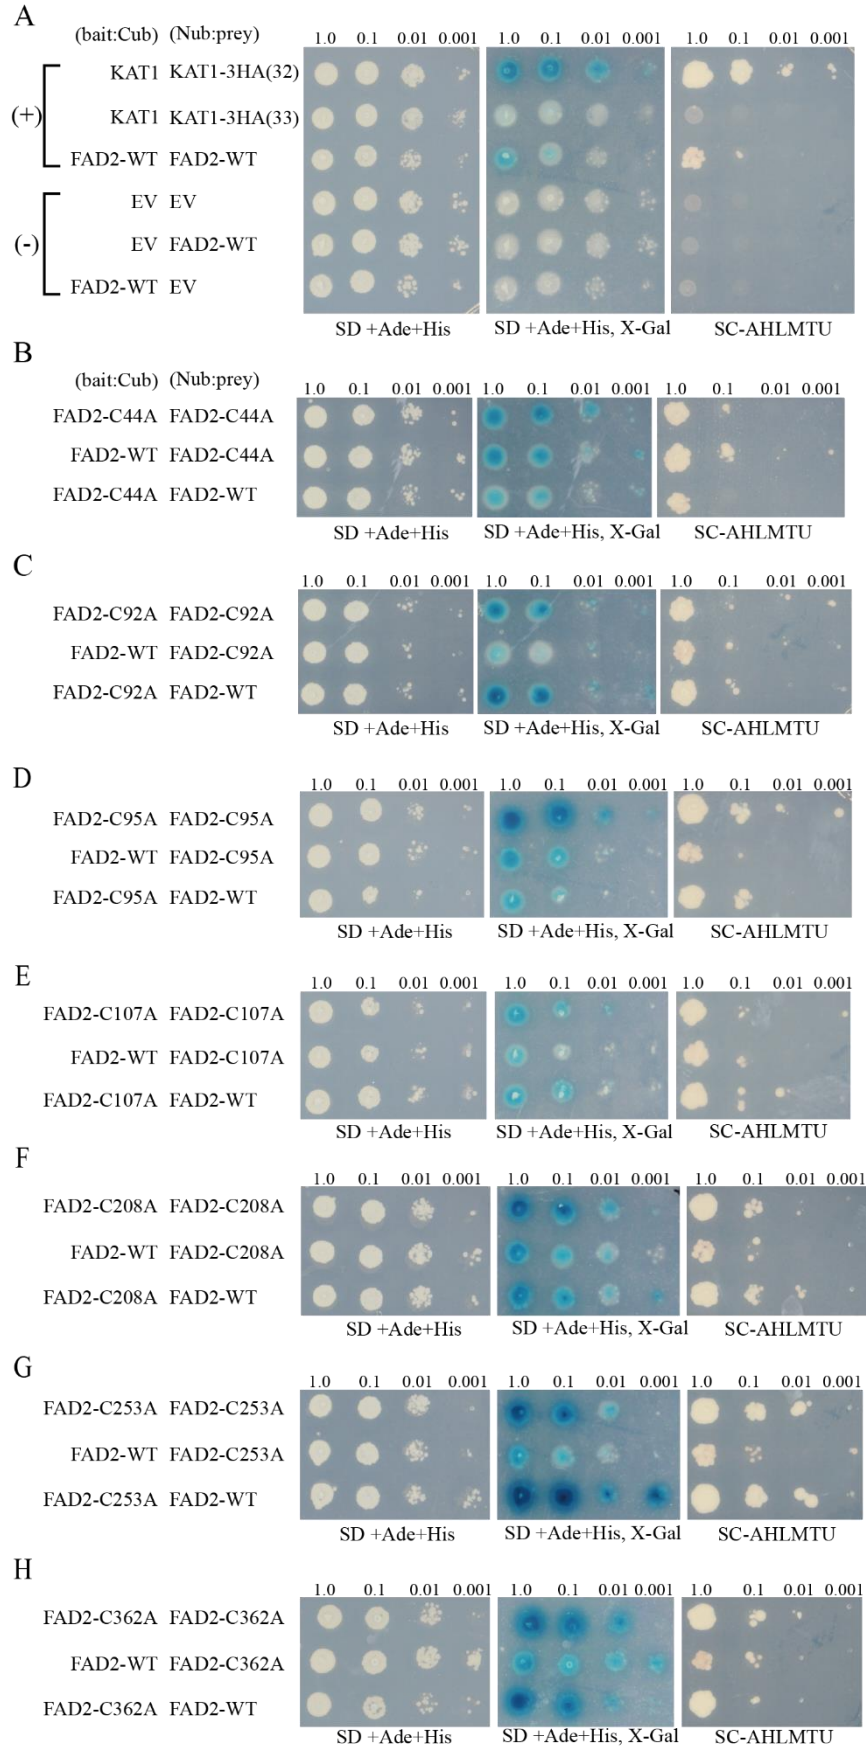 A
(bait:Cub) (Nub:prey) 1.0 0.1 0.01 0.001 1.0 0.1 0.01 0.001 1.0 0.1 0.01 0.001
KAT1 KAT1-3HA(32)
(+) KAT1 KAT1-3HA(33)
FAD2-WT FAD2-WT
EV EV
(-) EV FAD2-WT
FAD2-WT EV
SD +Ade+His SD +Ade+His, X-Gal SC-AHLMTU
B
(bait:Cub) (Nub:prey) 1.0 0.1 0.01 0.001 1.0 0.1 0.01 0.001 1.0 0.1 0.01 0.001
FAD2-C44A FAD2-C44A
FAD2-WT FAD2-C44A
FAD2-C44A FAD2-WT
SD +Ade+His SD +Ade+His, X-Gal SC-AHLMTU
C
1.0 0.1 0.01 0.001 1.0 0.1 0.01 0.001 1.0 0.1 0.01 0.001
FAD2-C92A FAD2-C92A
FAD2-WT FAD2-C92A
FAD2-C92A FAD2-WT
SD +Ade+His SD +Ade+His, X-Gal SC-AHLMTU
D
1.0 0.1 0.01 0.001 1.0 0.1 0.01 0.001 1.0 0.1 0.01 0.001
FAD2-C95A FAD2-C95A
FAD2-WT FAD2-C95A
FAD2-C95A FAD2-WT
SD +Ade+His SD +Ade+His, X-Gal SC-AHLMTU
E
1.0 0.1 0.01 0.001 1.0 0.1 0.01 0.001 1.0 0.1 0.01 0.001
FAD2-C107A FAD2-C107A
FAD2-WT FAD2-C107A
FAD2-C107A FAD2-WT
SD +Ade+His SD +Ade+His, X-Gal SC-AHLMTU
F
1.0 0.1 0.01 0.001 1.0 0.1 0.01 0.001 1.0 0.1 0.01 0.001
FAD2-C208A FAD2-C208A
FAD2-WT FAD2-C208A
FAD2-C208A FAD2-WT
SD +Ade+His SD +Ade+His, X-Gal SC-AHLMTU
G
1.0 0.1 0.01 0.001 1.0 0.1 0.01 0.001 1.0 0.1 0.01 0.001
FAD2-C253A FAD2-C253A
FAD2-WT FAD2-C253A
FAD2-C253A FAD2-WT
SD +Ade+His SD +Ade+His, X-Gal SC-AHLMTU
H
1.0 0.1 0.01 0.001 1.0 0.1 0.01 0.001 1.0 0.1 0.01 0.001
FAD2-C362A FAD2-C362A
FAD2-WT FAD2-C362A
FAD2-C362A FAD2-WT
SD +Ade+His SD +Ade+His, X-Gal SC-AHLMTU